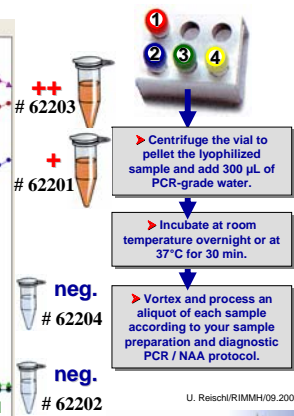 1
2 3 4
++
# 62203
+
# 62201
neg.
# 62204
neg.
# 62202
➤ Centrifuge the vial to
pellet the lyophilized
sample and add 300 µL of
PCR-grade water.
➤ Incubate at room
temperature overnight or at
37°C for 30 min.
➤ Vortex and process an
aliquot of each sample
according to your sample
preparation and diagnostic
PCR / NAA protocol.
U. Reischl/RIMMH/09.200